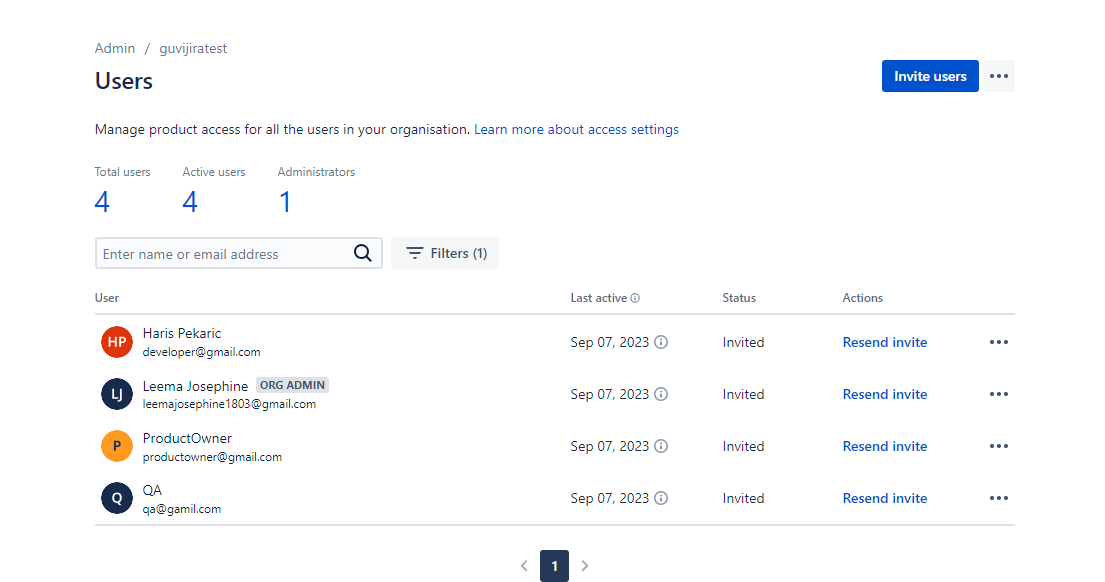 Admin / guvijiratest
Users
Invite users
Manage product access for all the users in your organisation. Learn more about access settings
Total users Active users Administrators
4 4 1
Enter name or email address Filters (1)
User Last active Status Actions
HP Haris Pekaric
developer@gmail.com
Sep 07, 2023 Invited Resend invite
LJ Leema Josephine ORG ADMIN
leemajosephine1803@gmail.com
Sep 07, 2023 Invited Resend invite
P ProductOwner
productowner@gmail.com
Sep 07, 2023 Invited Resend invite
Q QA
qa@gamil.com
Sep 07, 2023 Invited Resend invite
1